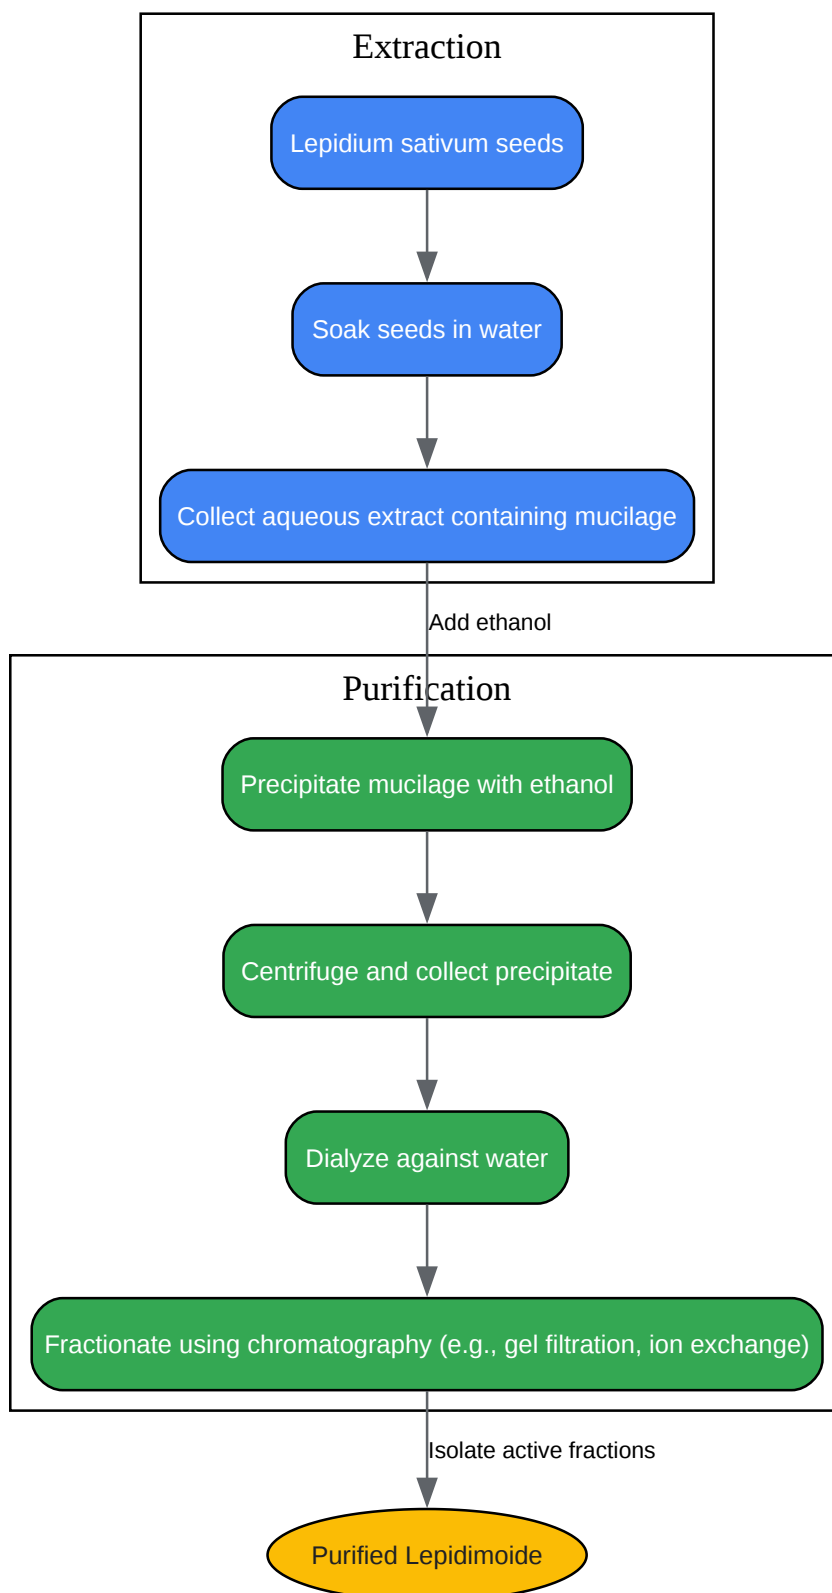 Extraction
Lepidium sativum seeds
Soak seeds in water
Collect aqueous extract containing mucilage
Add ethanol
Purification
Precipitate mucilage with ethanol
Centrifuge and collect precipitate
Dialyze against water
Fractionate using chromatography (e.g., gel filtration, ion exchange)
Isolate active fractions
Purified Lepidimoide